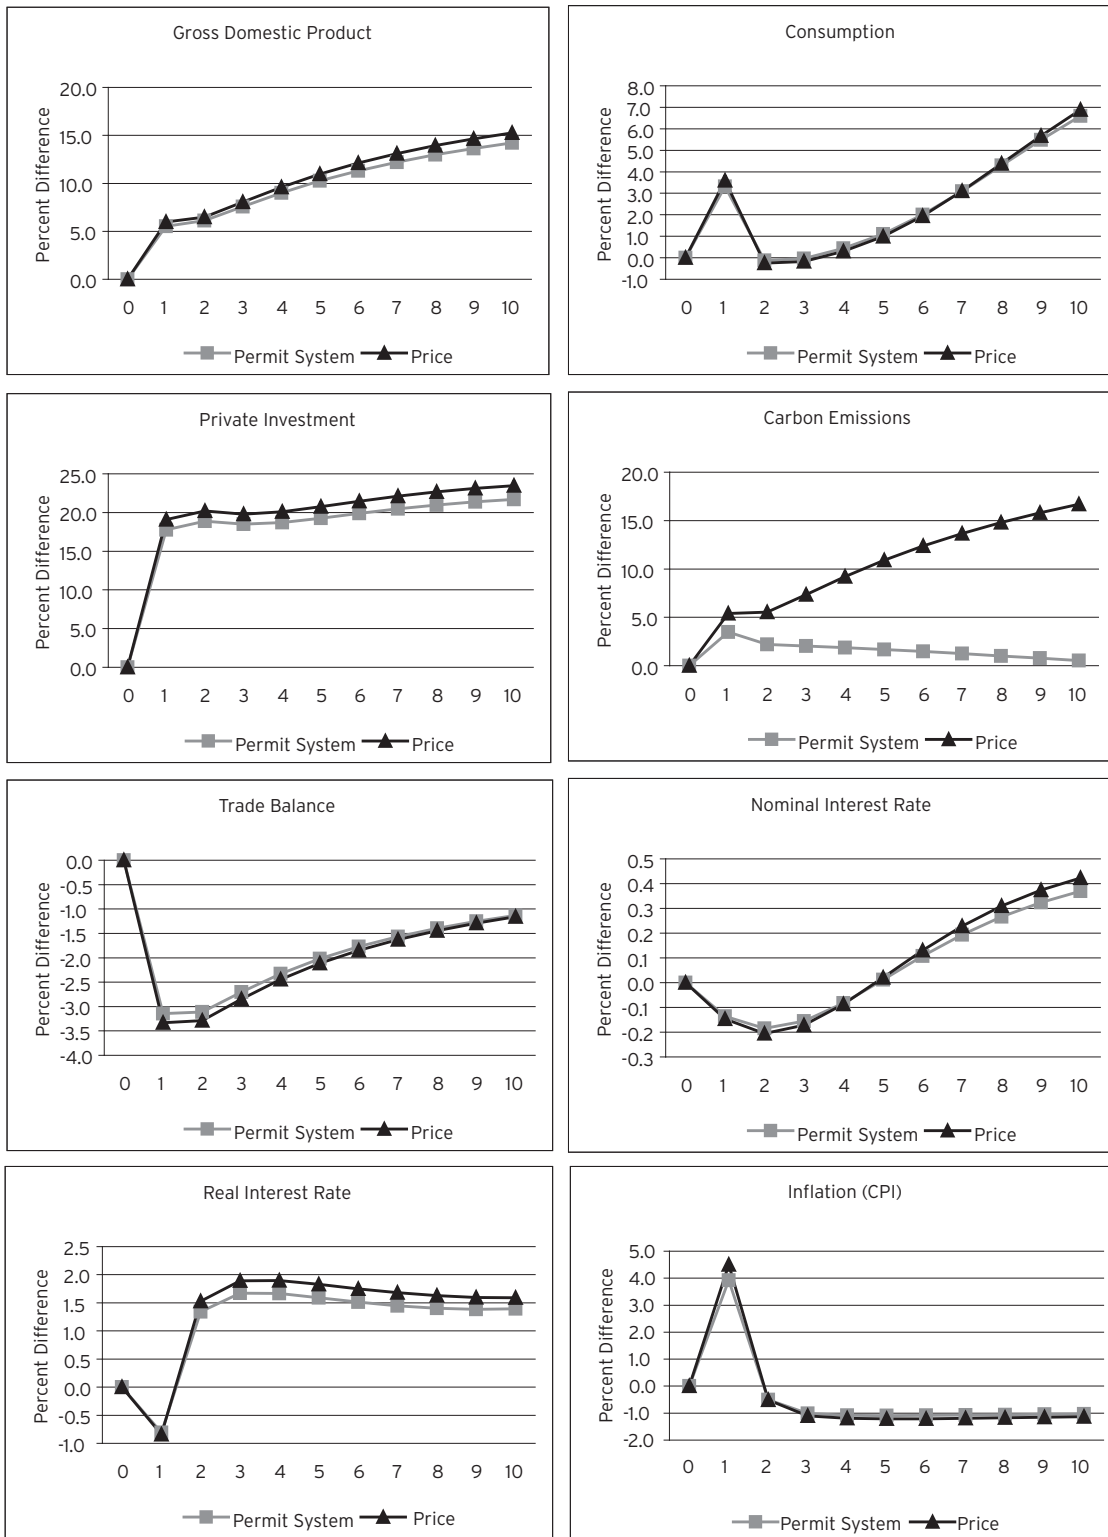 Gross Domestic Product
Percent Difference
20.0
15.0
10.0
5.0
0.0
0 1 2 3 4 5 6 7 8 9 10
Permit System Price
Consumption
Percent Difference
8.0
7.0
6.0
5.0
4.0
3.0
2.0
1.0
0.0
-1.0
0 1 2 3 4 5 6 7 8 9 10
Permit System Price
Private Investment
Percent Difference
25.0
20.0
15.0
10.0
5.0
0.0
0 1 2 3 4 5 6 7 8 9 10
Permit System Price
Carbon Emissions
Percent Difference
20.0
15.0
10.0
5.0
0.0
0 1 2 3 4 5 6 7 8 9 10
Permit System Price
Trade Balance
Percent Difference
0.0
-0.5
-1.0
-1.5
-2.0
-2.5
-3.0
-3.5
-4.0
0 1 2 3 4 5 6 7 8 9 10
Permit System Price
Nominal Interest Rate
Percent Difference
0.5
0.4
0.3
0.2
0.1
0.0
-0.1
-0.2
-0.3
0 1 2 3 4 5 6 7 8 9 10
Permit System Price
Real Interest Rate
Percent Difference
2.5
2.0
1.5
1.0
0.5
0.0
-0.5
-1.0
0 1 2 3 4 5 6 7 8 9 10
Permit System Price
Inflation (CPI)
Percent Difference
5.0
4.0
3.0
2.0
1.0
0.0
-1.0
-2.0
0 1 2 3 4 5 6 7 8 9 10
Permit System Price